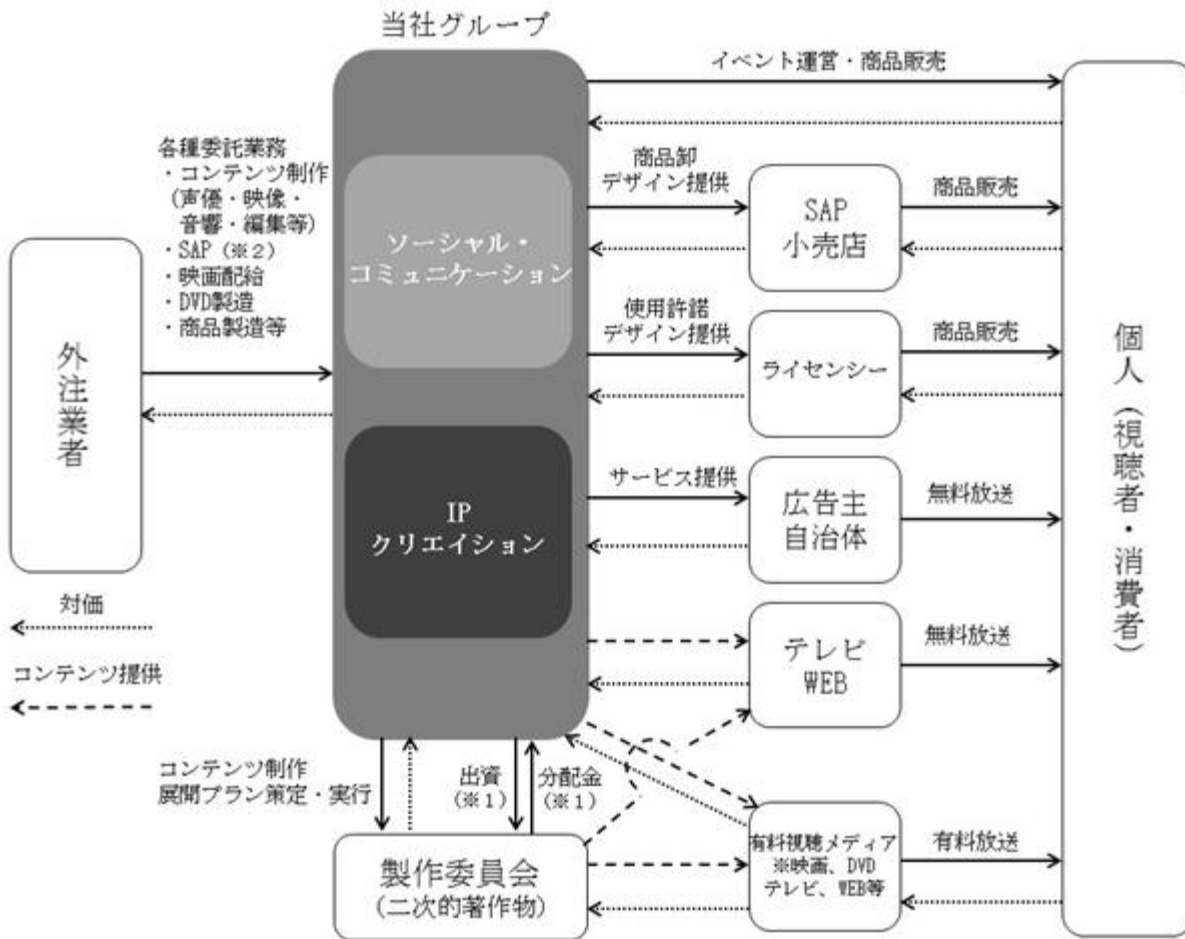 当社グループ
イベント運営・商品販売
各種委託業務
・コンテンツ制作
(声優・映像・
音響・編集等)
・SAP (※2)
・映画配給
・DVD製造
・商品製造等
外注業者
対価
コンテンツ提供
ソーシャル・
コミュニケーション
IP
クリエイション
商品卸
デザイン提供
SAP
小売店
商品販売
使用許諾
デザイン提供
ライセンシー
商品販売
サービス提供
広告主
自治体
無料放送
テレビ
WEB
無料放送
個人(視聴者・消費者)
コンテンツ制作
展開プラン策定・実行
出資
(※1)
分配金
(※1)
製作委員会
(二次的著作物)
有料視聴メディア
※映画、DVD
テレビ、WEB等
有料放送